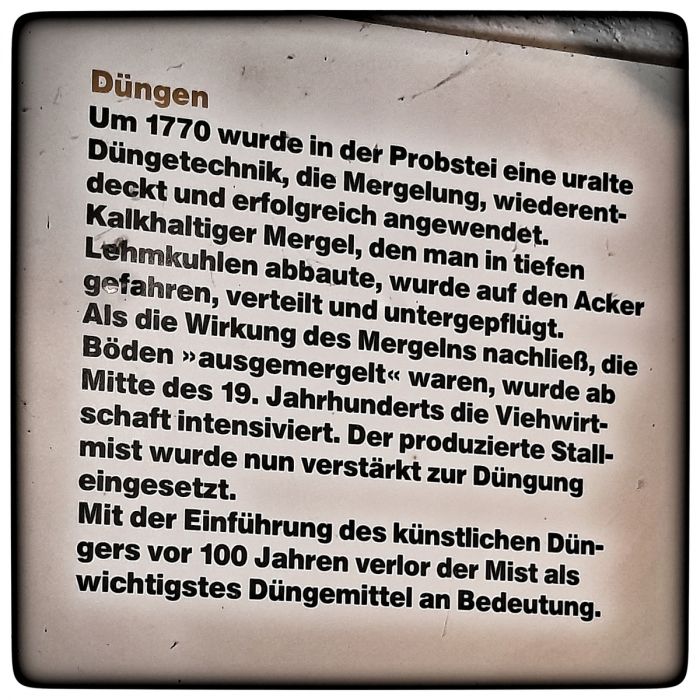 Düngen
Um 1770 wurde in der Probstei eine uralte
Düngetechnik, die Mergelung, wiederent-
deckt und erfolgreich angewendet.
Kalkhaltiger Mergel, den man in tiefen
Lehmkuhlen abbaute, wurde auf den Acker
gefahren, verteilt und untergepflügt.
Als die Wirkung des Mergelns nachließ, die
Böden »ausgemergelt« waren, wurde ab
Mitte des 19. Jahrhunderts die Viehwirt-
schaft intensiviert. Der produzierte Stall-
mist wurde nun verstärkt zur Düngung
eingesetzt.
Mit der Einführung des künstlichen Dün-
gers vor 100 Jahren verlor der Mist als
wichtigstes Düngemittel an Bedeutung.